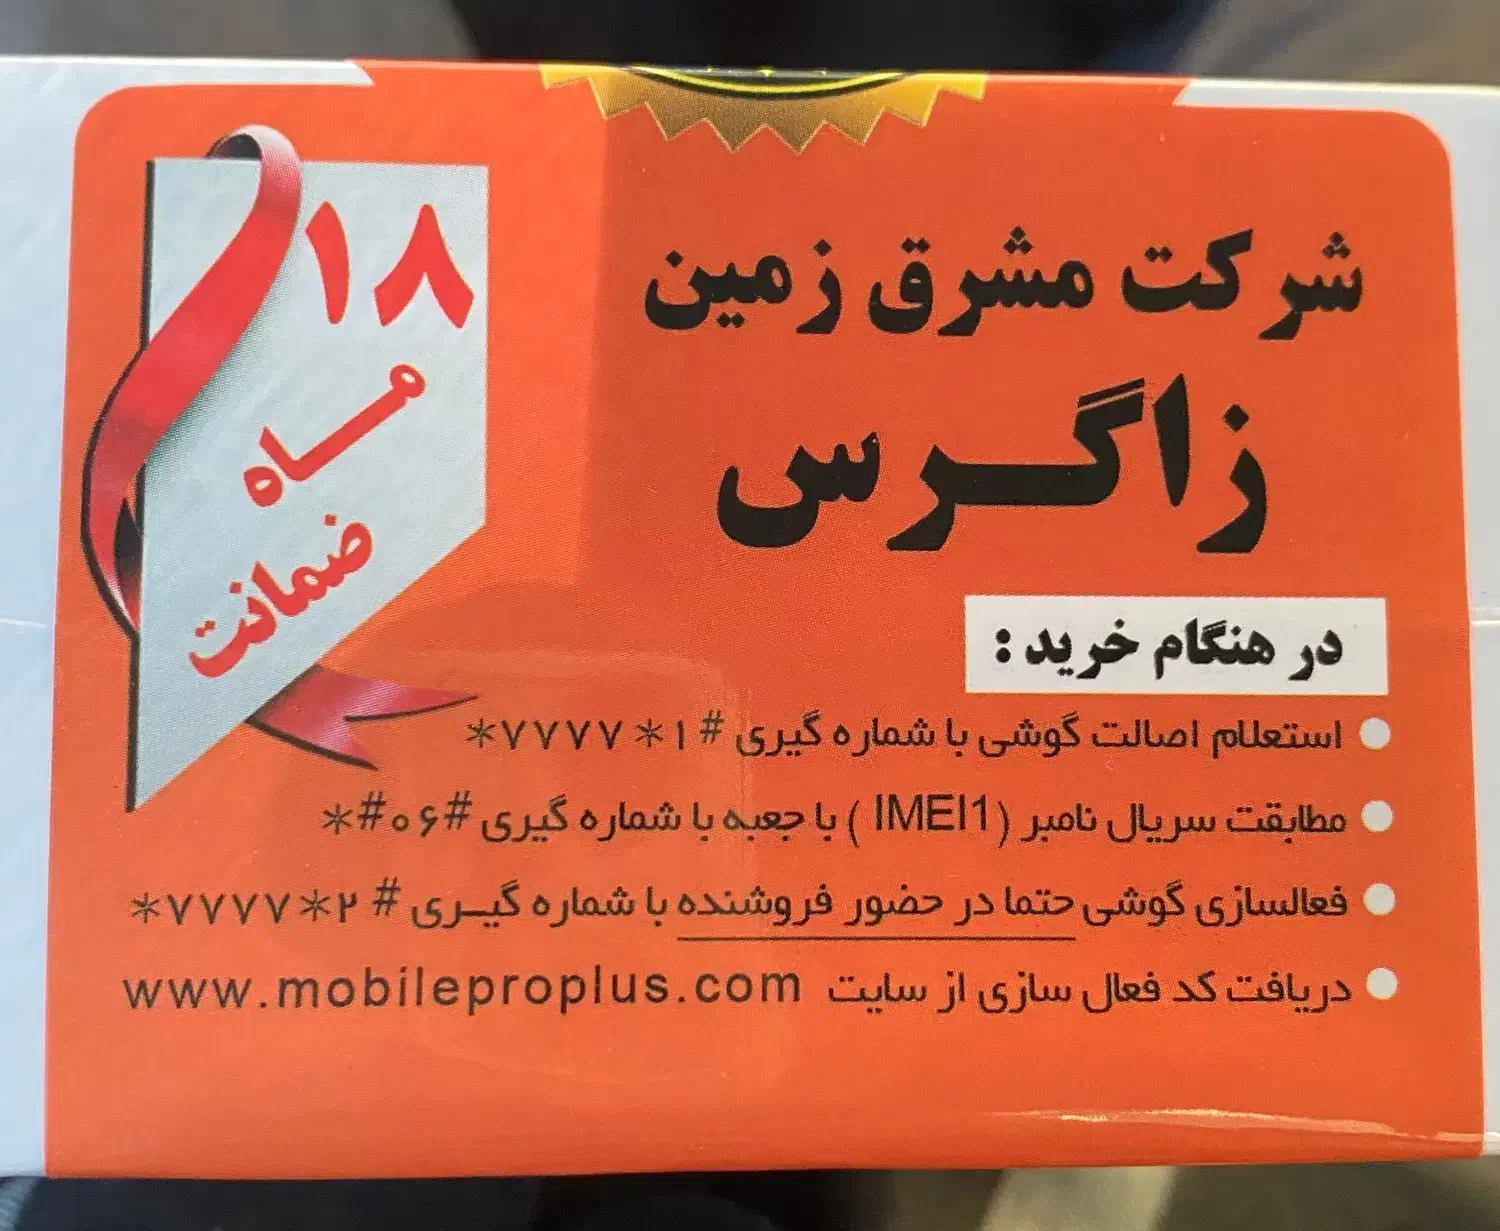 شرکت مشرق زمین
زاگرس
۱۸
ماه
ضمانت
در هنگام خرید :
استعلام اصالت گوشی با شماره گیری #۱*۷۷۷۷*
مطابقت سریال نامبر (IMEI1 ) با جعبه با شماره گیری #۰۶#*
فعالسازی گوشی حتما در حضور فروشنده با شماره گیری #۲*۷۷۷۷*
دریافت کد فعال سازی از سایت www.mobileproplus.com